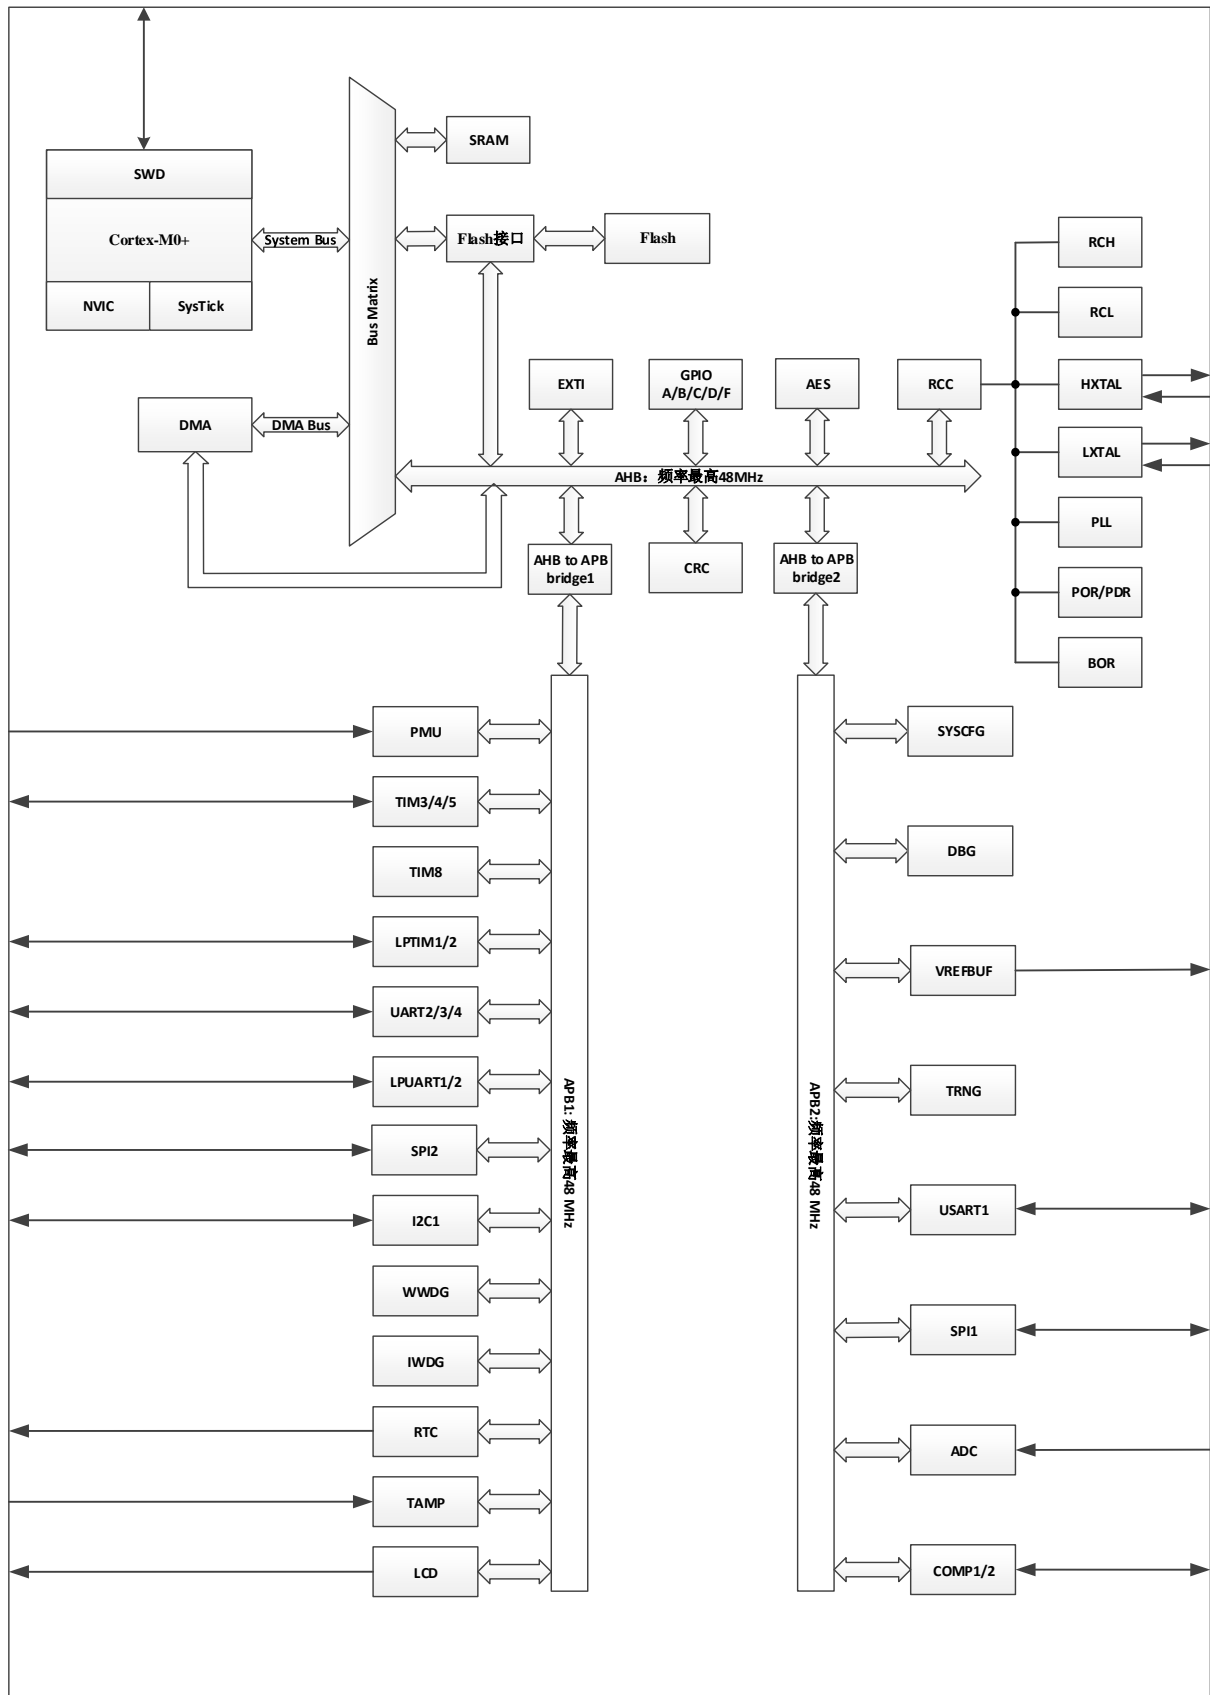 SWD
Cortex-M0+
NVIC
SysTick
System Bus
DMA
DMA Bus
Bus Matrix
SRAM
Flash接口
Flash
EXTI
GPIO
A/B/C/D/F
AES
RCC
AHB：频率最高48MHz
AHB to APB
bridge1
CRC
AHB to APB
bridge2
RCH
RCL
HXTAL
LXTAL
PLL
POR/PDR
BOR
PMU
TIM3/4/5
TIM8
LPTIM1/2
UART2/3/4
LPUART1/2
SPI2
I2C1
WWDG
IWDG
RTC
TAMP
LCD
APB1: 频率最高48 MHz
APB2:频率最高48 MHz
SYSCFG
DBG
VREFBUF
TRNG
USART1
SPI1
ADC
COMP1/2